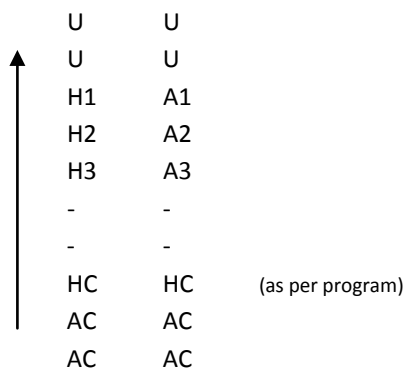 U U
U U
H1 A1
H2 A2
H3 A3
- -
- -
HC HC (as per program)
AC AC
AC AC